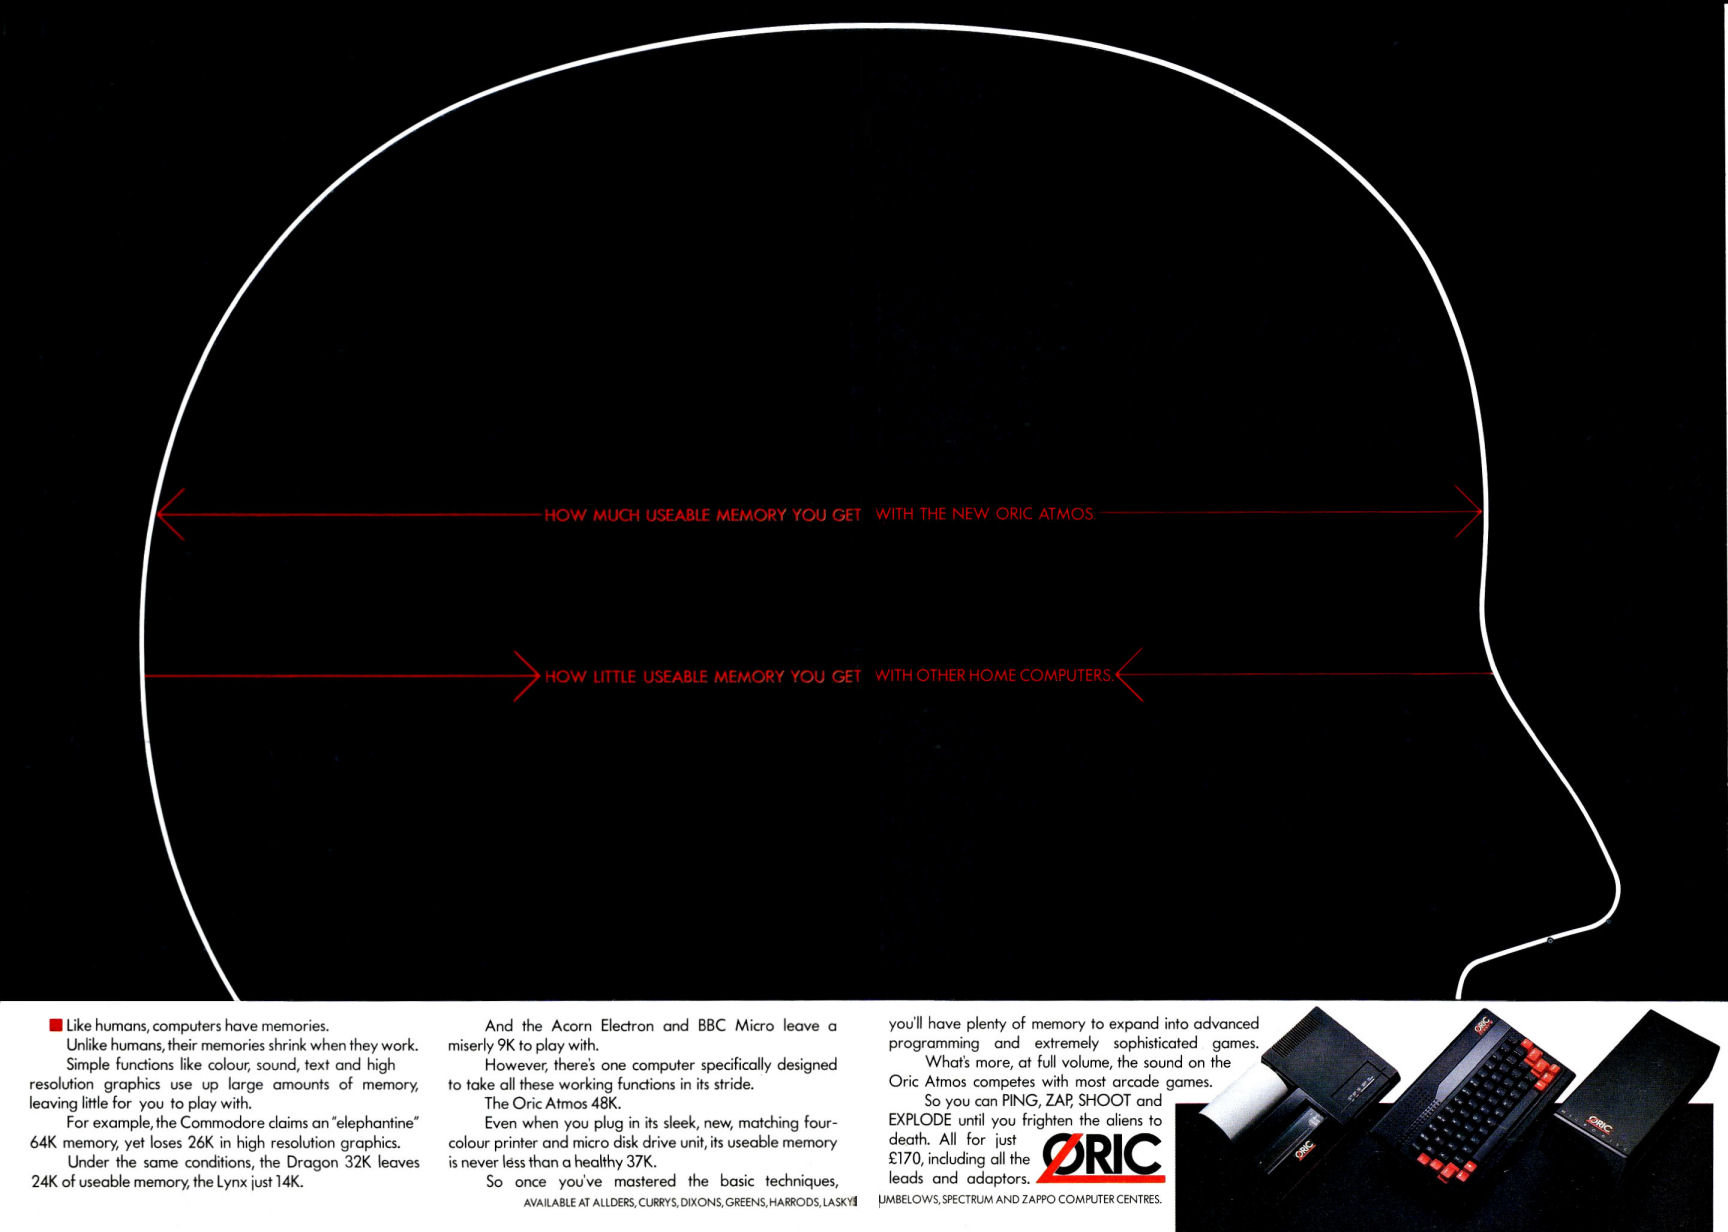 HOW MUCH USEABLE MEMORY YOU GET WITH THE NEW ORIC ATMOS.
HOW LITTLE USEABLE MEMORY YOU GET WITH OTHER HOME COMPUTERS.
Like humans, computers have memories.
Unlike humans, their memories shrink when they work.
Simple functions like colour, sound, text and high
resolution graphics use up large amounts of memory,
leaving little for you to play with.
For example, the Commodore claims an "elephantine"
64K memory, yet loses 26K in high resolution graphics.
Under the same conditions, the Dragon 32K leaves
24K of useable memory, the Lynx just 14K.
And the Acorn Electron and BBC Micro leave a
miserly 9K to play with.
However, there's one computer specifically designed
to take all these working functions in its stride.
The Oric Atmos 48K.
Even when you plug in its sleek, new, matching four-
colour printer and micro disk drive unit, its useable memory
is never less than a healthy 37K.
So once you've mastered the basic techniques,
you'll have plenty of memory to expand into advanced
programming and extremely sophisticated games.
What's more, at full volume, the sound on the
Oric Atmos competes with most arcade games.
So you can PING, ZAP, SHOOT and
EXPLODE until you frighten the aliens to
death. All for just
£170, including all the
leads and adaptors.
ORIC
AVAILABLE AT ALLDERS, CURRYS, DIXONS, GREENS, HARRODS, LASKYS
UMBELOWS, SPECTRUM AND ZAPPO COMPUTER CENTRES.
ORIC
ORIC
ORIC